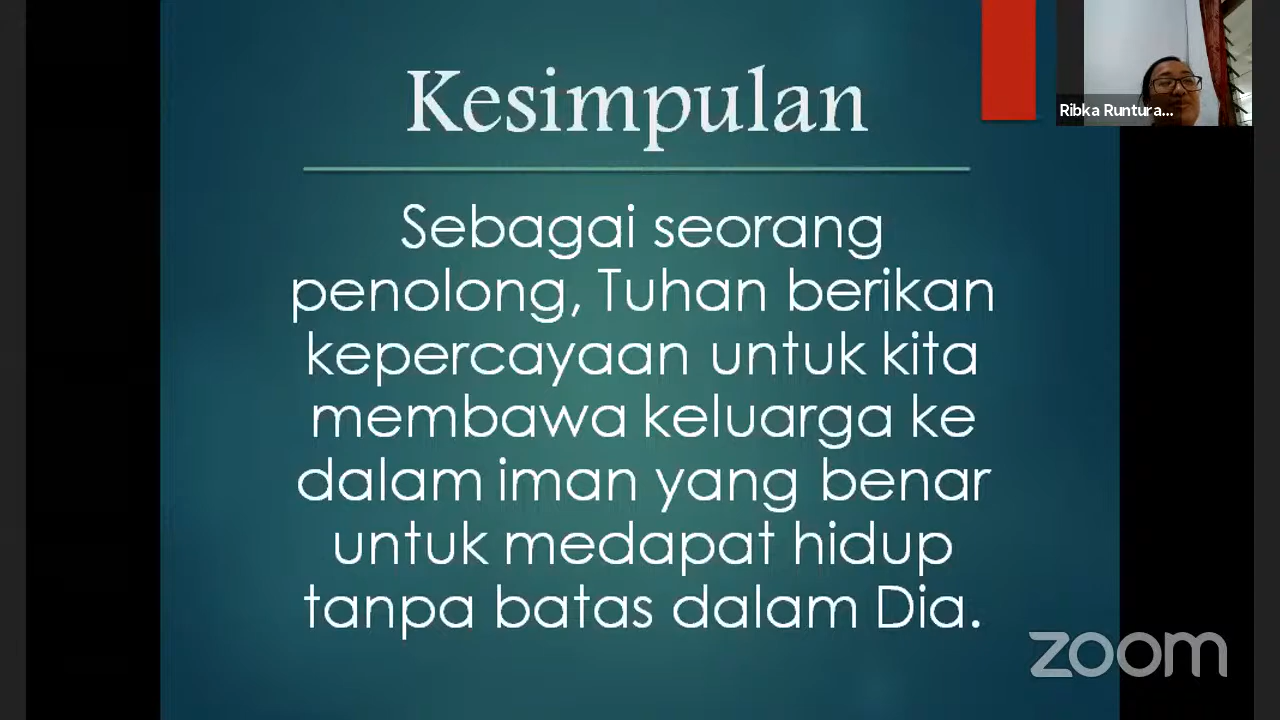 Kesimpulan
Sebagai seorang
penolong, Tuhan berikan
kepercayaan untuk kita
membawa keluarga ke
dalam iman yang benar
untuk medapat hidup
tanpa batas dalam Dia.
Ribka Runtura...
zoom